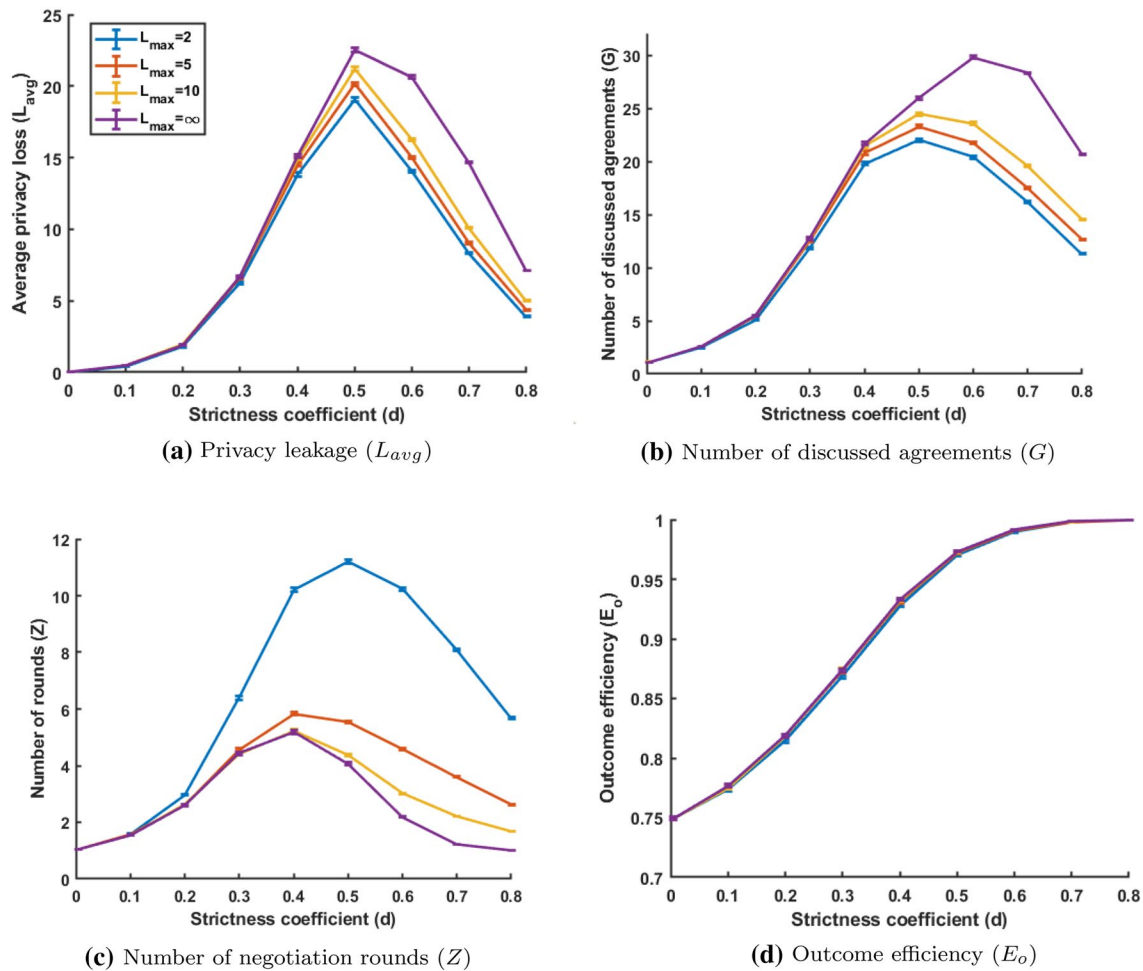 Average privacy loss (L_avg)
25
20
15
10
5
0
L_max=2
L_max=5
L_max=10
L_max=∞
0 0.1 0.2 0.3 0.4 0.5 0.6 0.7 0.8
Strictness coefficient (d)
(a) Privacy leakage (L_avg)
Number of discussed agreements (G)
30
25
20
15
10
5
0
0 0.1 0.2 0.3 0.4 0.5 0.6 0.7 0.8
Strictness coefficient (d)
(b) Number of discussed agreements (G)
Number of rounds (Z)
12
10
8
6
4
2
0
0 0.1 0.2 0.3 0.4 0.5 0.6 0.7 0.8
Strictness coefficient (d)
(c) Number of negotiation rounds (Z)
Outcome efficiency (E_o)
1
0.95
0.9
0.85
0.8
0.75
0.7
0 0.1 0.2 0.3 0.4 0.5 0.6 0.7 0.8
Strictness coefficient (d)
(d) Outcome efficiency (E_o)